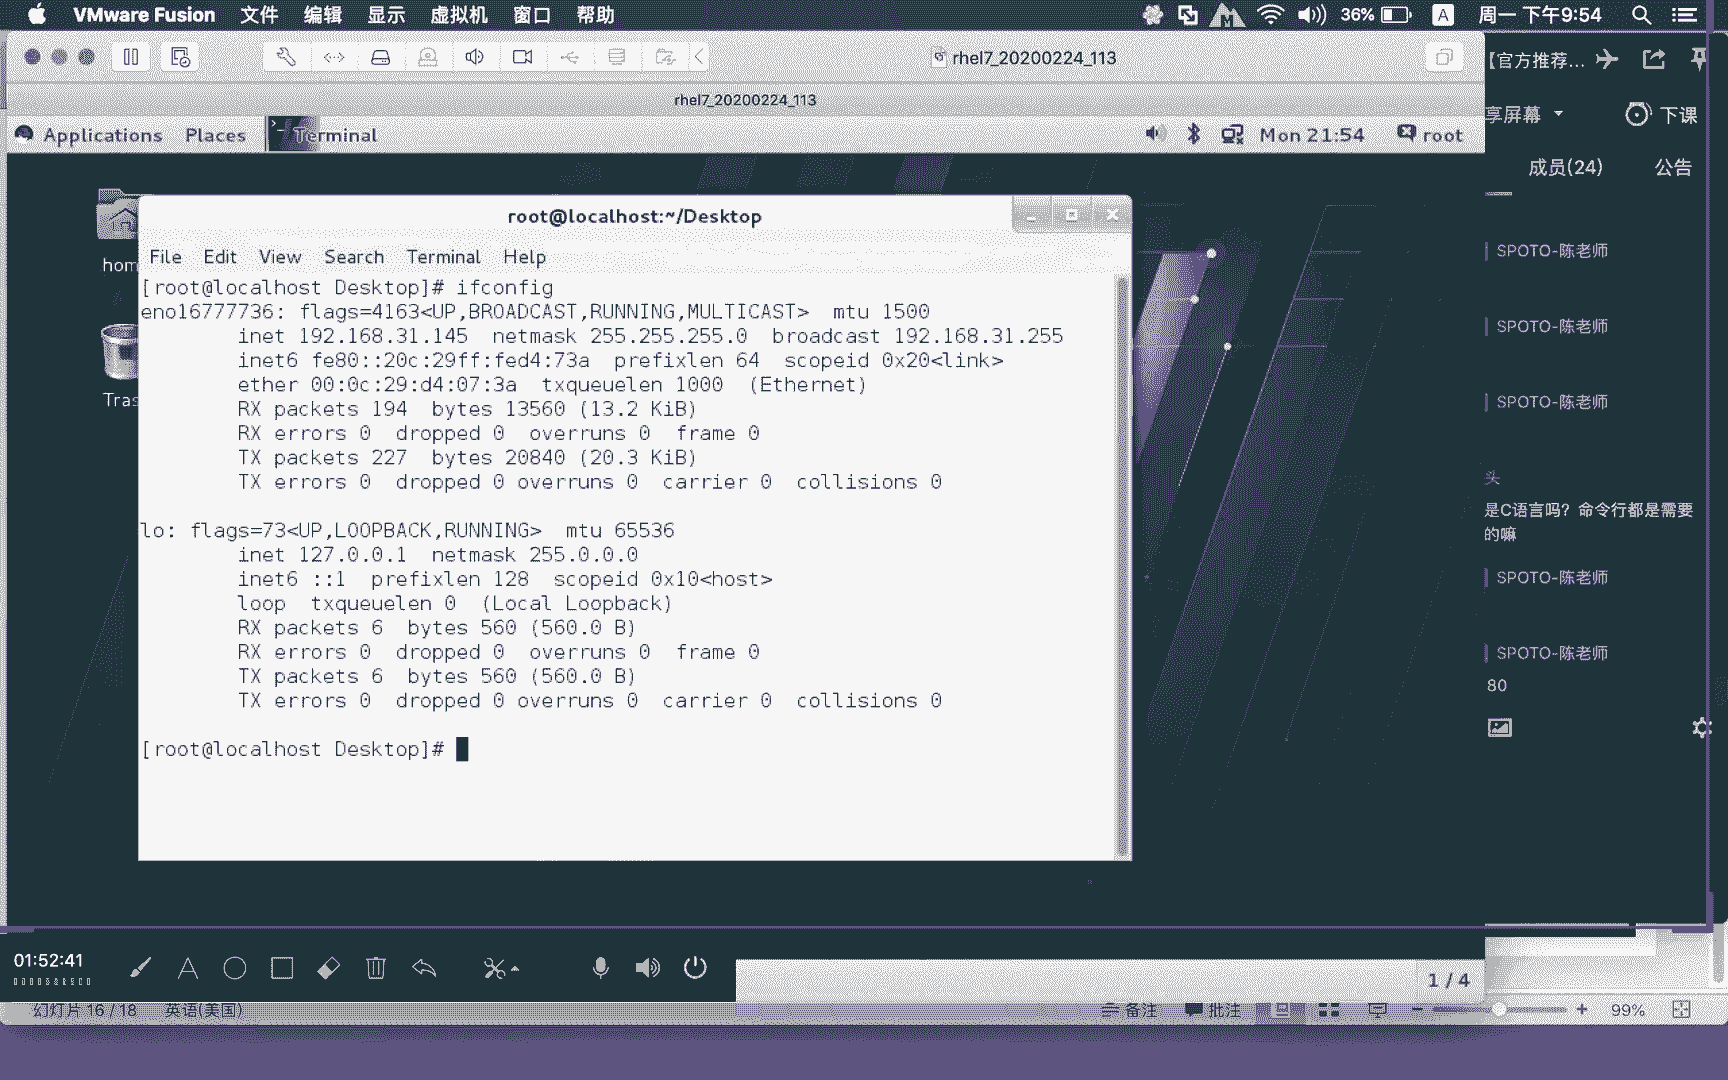 VMware Fusion 文件 编辑 显示 虚拟机 窗口 帮助 36% A 周一 下午9:54
rhel7_20200224_113
【官方推荐...
rhel7_20200224_113
享屏幕 下课
Applications Places Terminal Mon 21:54 root
成员(24) 公告
root@localhost:~/Desktop
File Edit View Search Terminal Help
[root@localhost Desktop]# ifconfig
eno16777736: flags=4163<UP,BROADCAST,RUNNING,MULTICAST>  mtu 1500
        inet 192.168.31.145  netmask 255.255.255.0  broadcast 192.168.31.255
        inet6 fe80::20c:29ff:fed4:73a  prefixlen 64  scopeid 0x20<link>
        ether 00:0c:29:d4:07:3a  txqueuelen 1000  (Ethernet)
        RX packets 194  bytes 13560 (13.2 KiB)
        RX errors 0  dropped 0  overruns 0  frame 0
        TX packets 227  bytes 20840 (20.3 KiB)
        TX errors 0  dropped 0 overruns 0  carrier 0  collisions 0
lo: flags=73<UP,LOOPBACK,RUNNING>  mtu 65536
        inet 127.0.0.1  netmask 255.0.0.0
        inet6 ::1  prefixlen 128  scopeid 0x10<host>
        loop  txqueuelen 0  (Local Loopback)
        RX packets 6  bytes 560 (560.0 B)
        RX errors 0  dropped 0  overruns 0  frame 0
        TX packets 6  bytes 560 (560.0 B)
        TX errors 0  dropped 0 overruns 0  carrier 0  collisions 0
[root@localhost Desktop]#
hom
Tras
SPOTO-陈老师
SPOTO-陈老师
SPOTO-陈老师
头
是C语言吗？命令行都是需要
的嘛
SPOTO-陈老师
SPOTO-陈老师
80
01:52:41
1 / 4
幻灯片 16 / 18 英语(美国) 备注 批注 99%